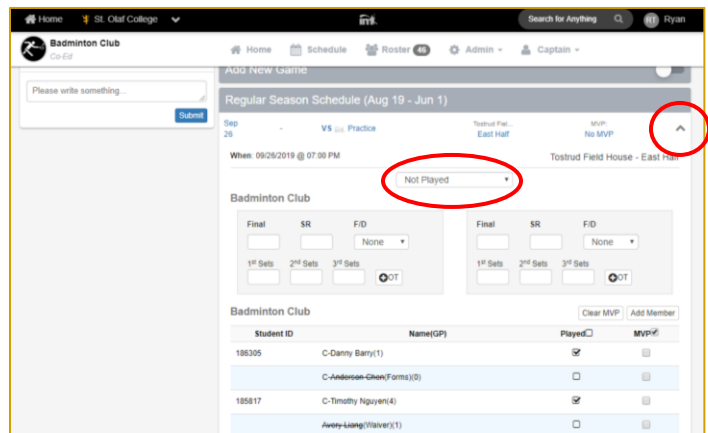 Home St. Olaf College im. Search for Anything RT Ryan
Badminton Club
Co-Ed
Home Schedule Roster 46 Admin Captain
Add New Game
Please write something...
Submit
Regular Season Schedule (Aug 19 - Jun 1)
Sep 26 - VS Practice Tostrud Fiel... East Half MVP: No MVP
When: 09/26/2019 @ 07:00 PM Tostrud Field House - East Half
Not Played
Badminton Club
Final SR F/D Final SR F/D
None None
1st Sets 2nd Sets 3rd Sets 1st Sets 2nd Sets 3rd Sets
OT OT
Badminton Club Clear MVP Add Member
Student ID Name(GP) Played MVP
186305 C-Danny Barry(1)
C-Anderson Chen(Forms)(0)
185817 C-Timothy Nguyen(4)
Avery Liang(Waiver)(1)